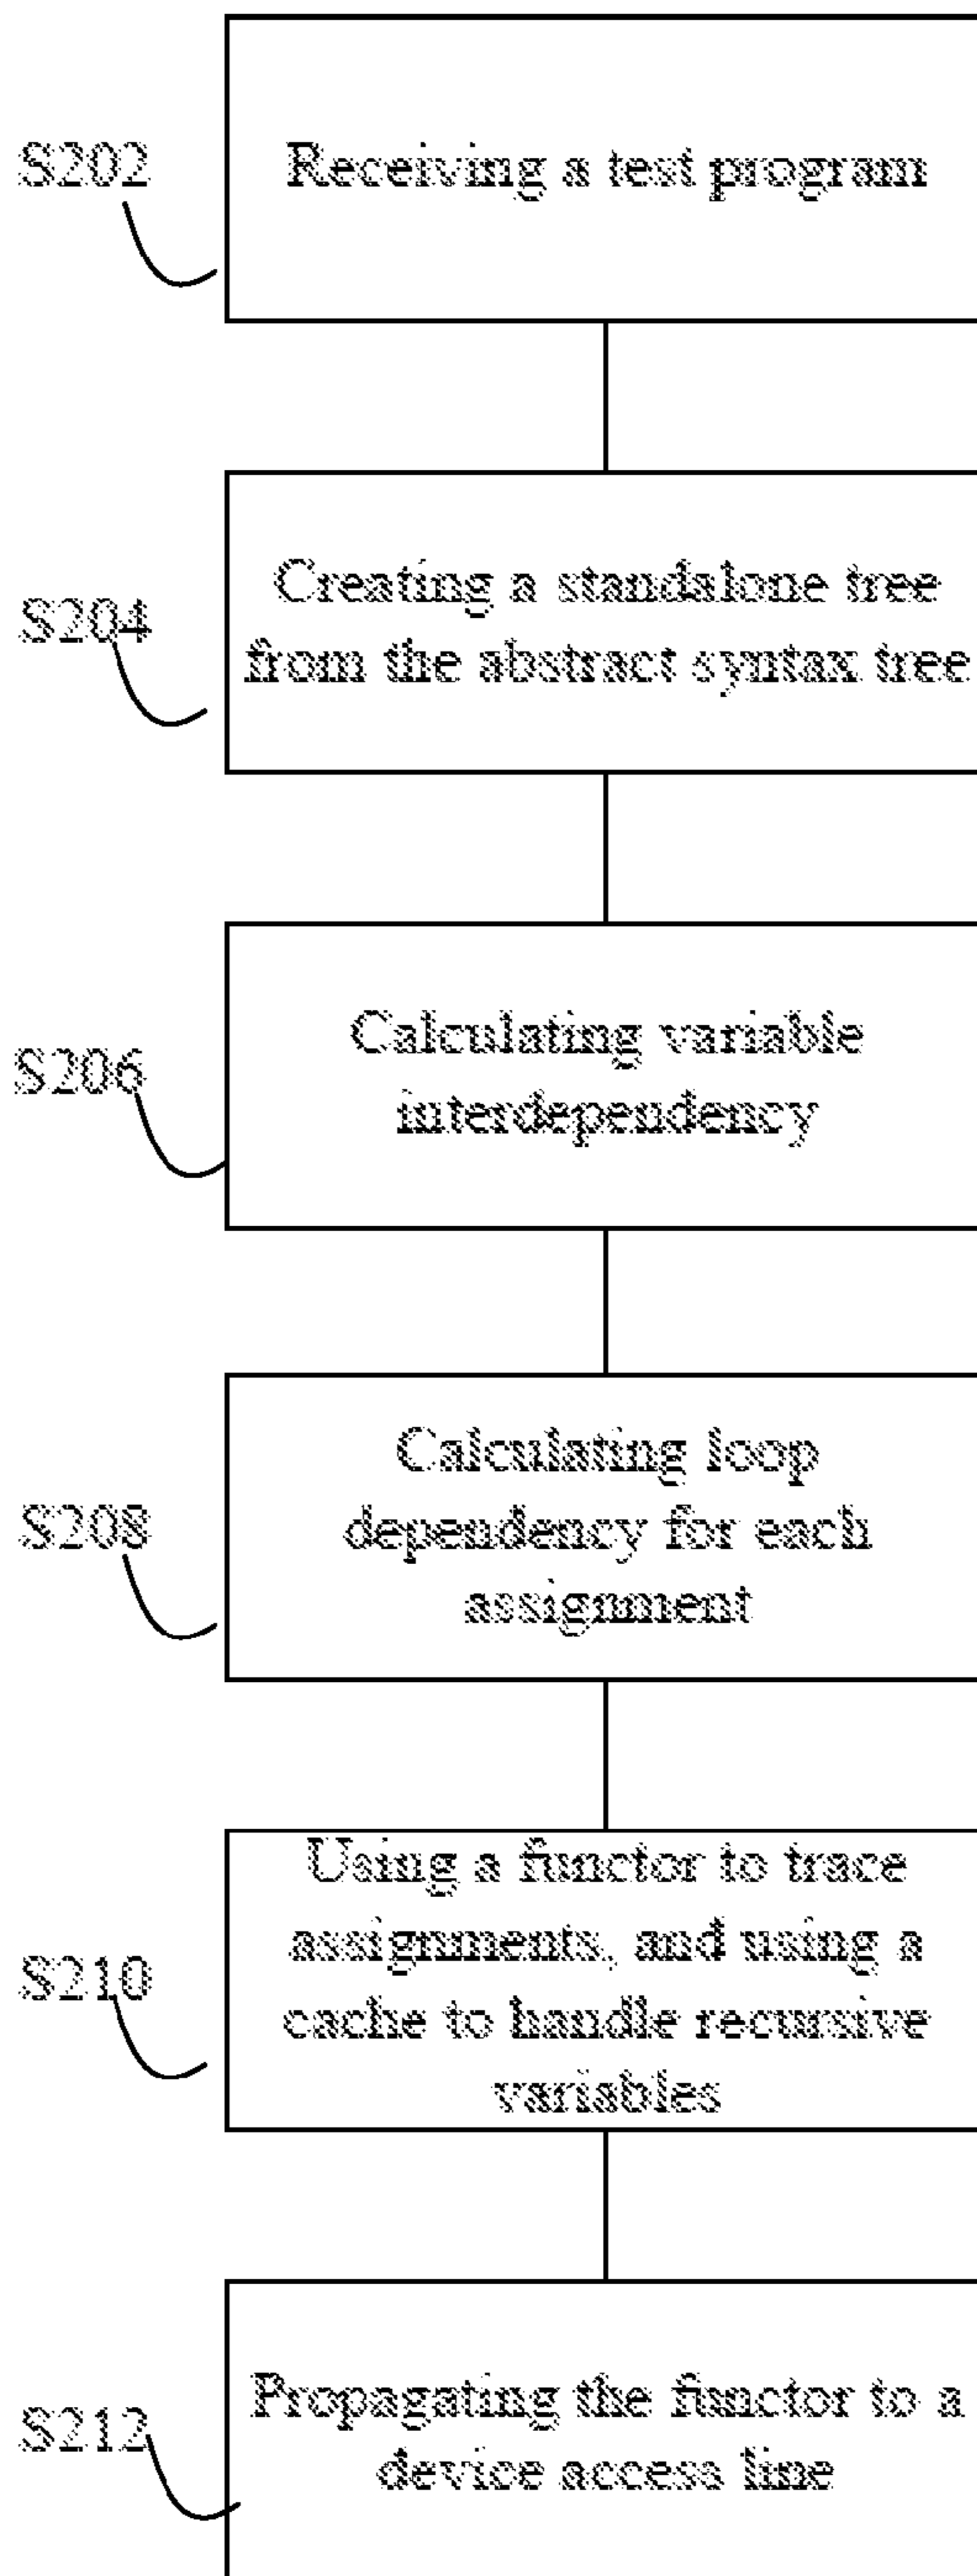 S202
Receiving a test program
S204
Creating a standalone tree
from the abstract syntax tree
S206
Calculating variable
interdependency
S208
Calculating loop
dependency for each
assignment
S210
Using a functor to trace
assignments, and using a
cache to handle recursive
variables
S212
Propagating the functor to a
device access line